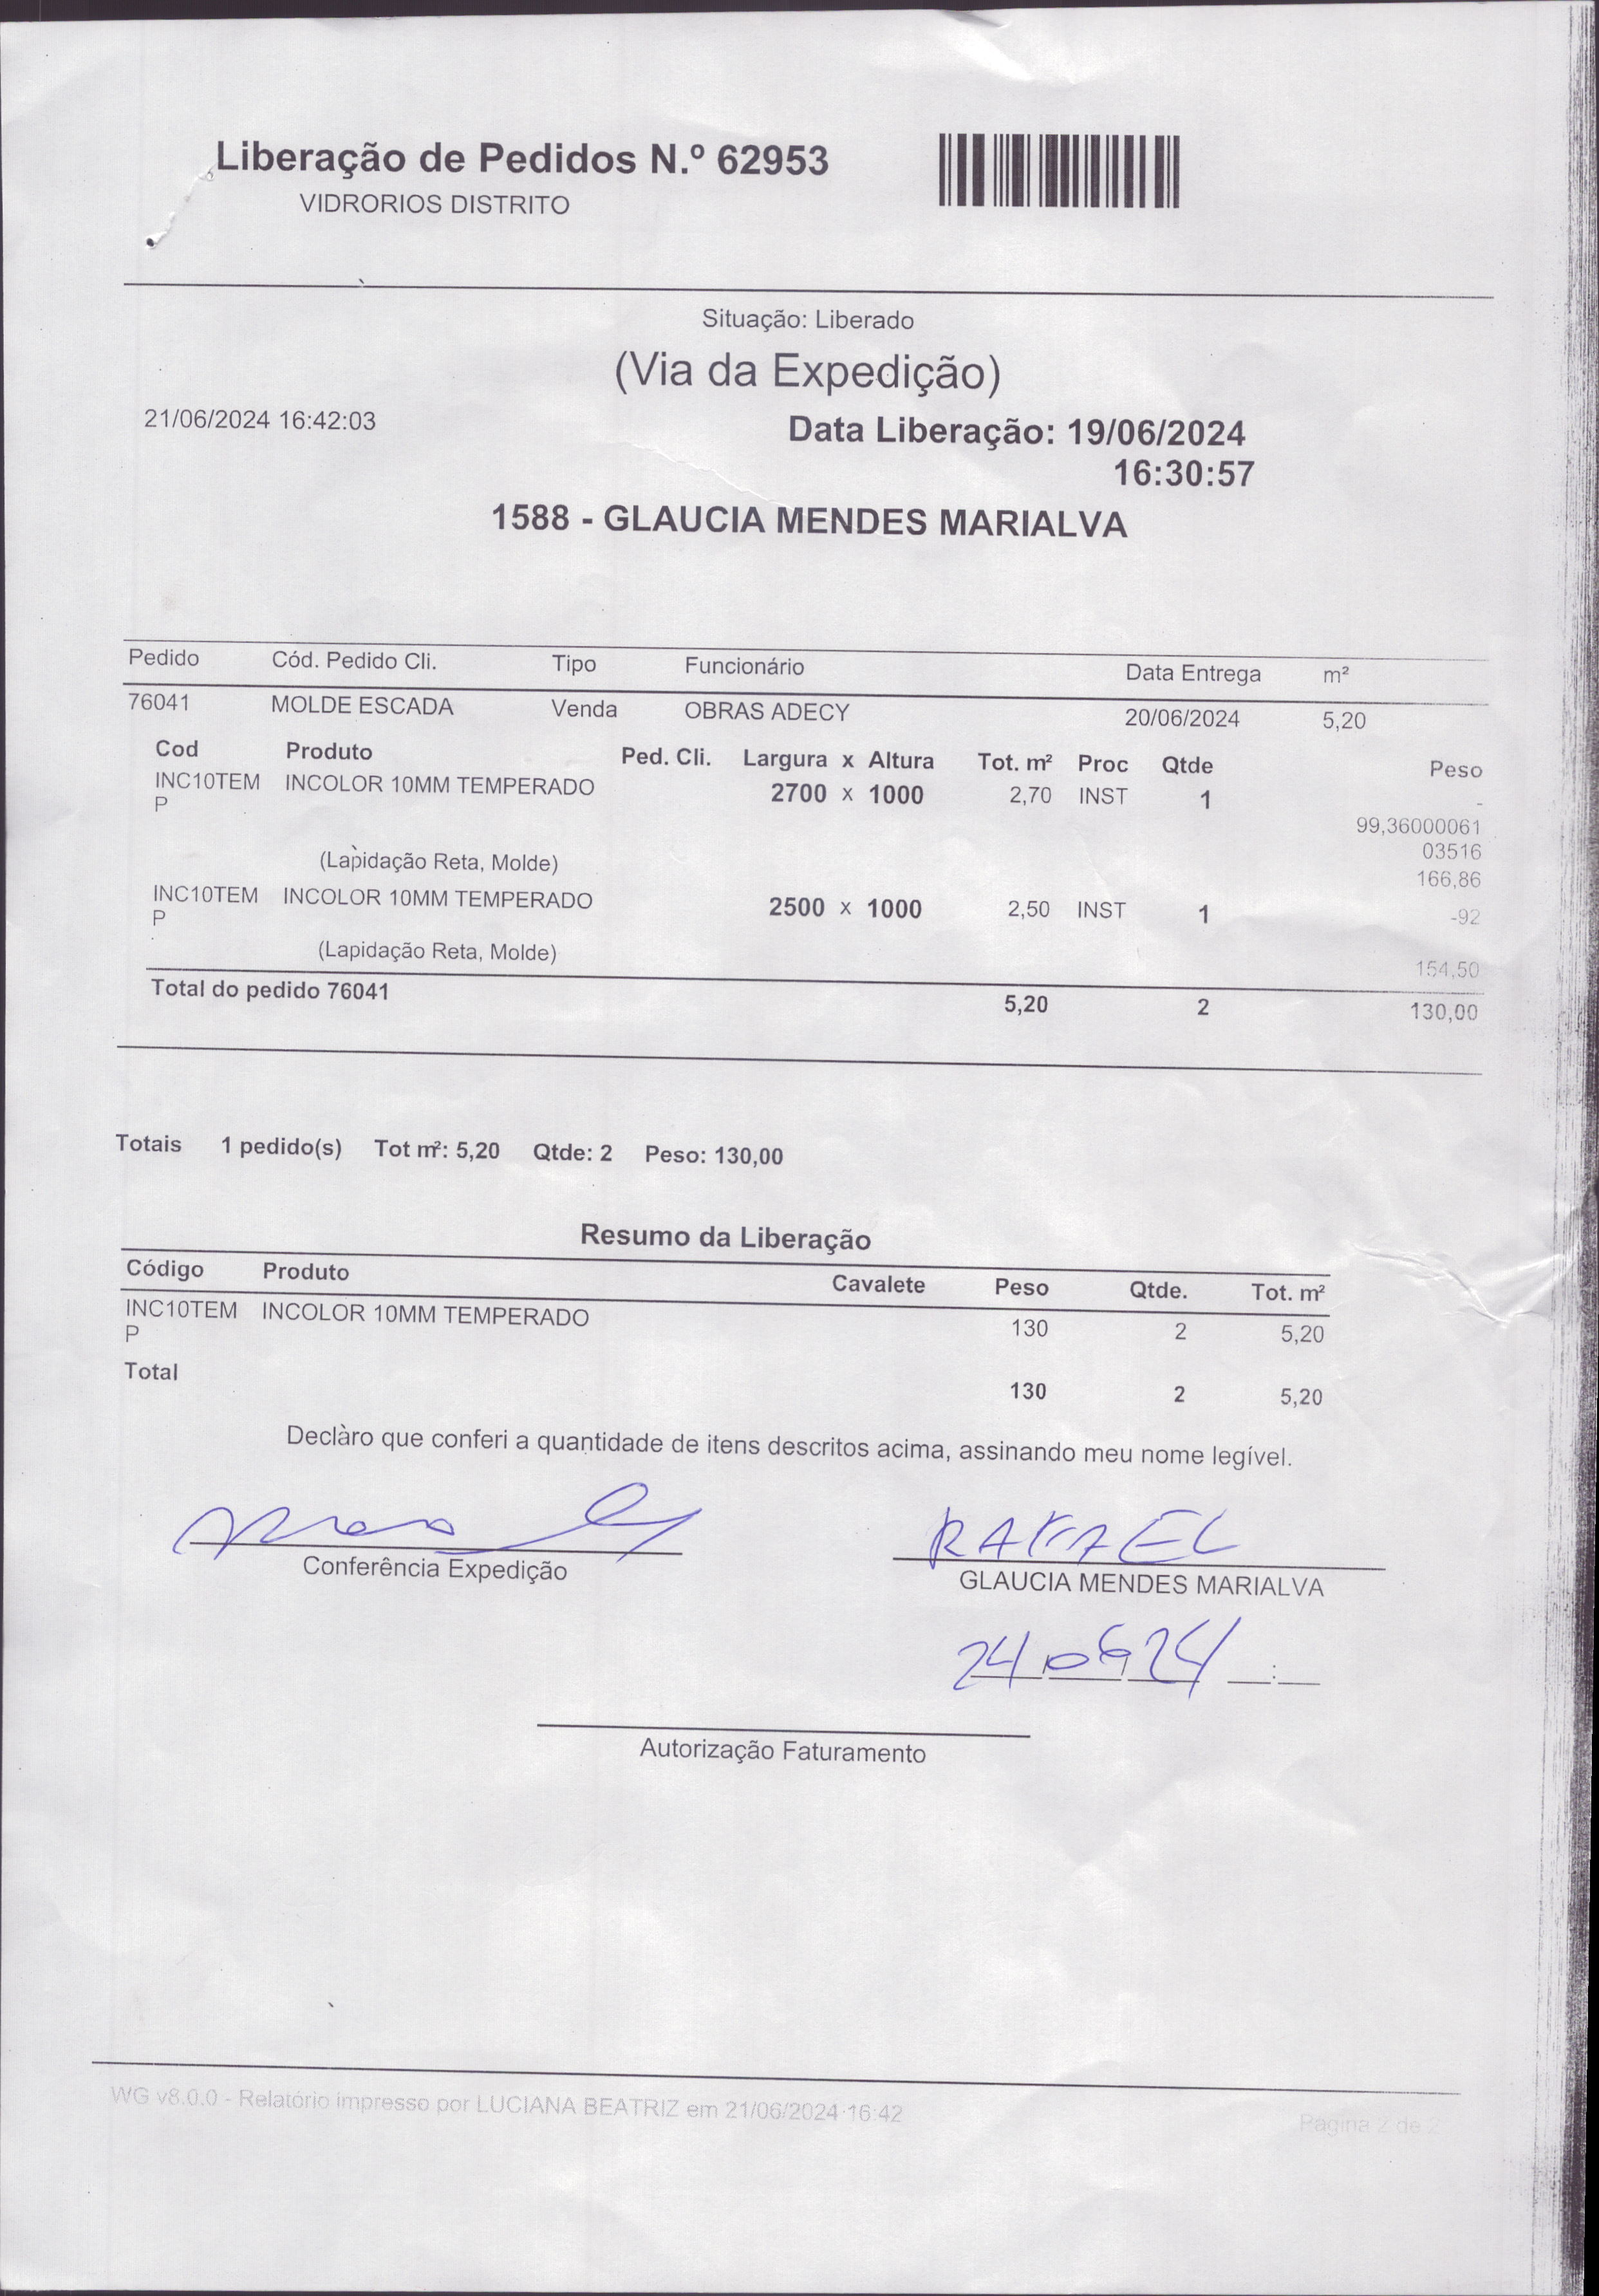 Liberação de Pedidos N.º 62953
VIDRORIOS DISTRITO
Situação: Liberado
(Via da Expedição)
21/06/2024 16:42:03
Data Liberação: 19/06/2024
16:30:57
1588 - GLAUCIA MENDES MARIALVA
Pedido Cód. Pedido Cli. Tipo Funcionário Data Entrega m²
76041 MOLDE ESCADA Venda OBRAS ADECY 20/06/2024 5,20
Cod Produto Ped. Cli. Largura x Altura Tot. m² Proc Qtde Peso
INC10TEM INCOLOR 10MM TEMPERADO 2700 x 1000 2,70 INST 1 -
P
99,36000061
03516
(Lapidação Reta, Molde)
166,86
INC10TEM INCOLOR 10MM TEMPERADO 2500 x 1000 2,50 INST 1 -92
P
(Lapidação Reta, Molde)
154,50
Total do pedido 76041 5,20 2 130,00
Totais 1 pedido(s) Tot m²: 5,20 Qtde: 2 Peso: 130,00
Resumo da Liberação
Código Produto Cavalete Peso Qtde. Tot. m²
INC10TEM INCOLOR 10MM TEMPERADO 130 2 5,20
P
Total 130 2 5,20
Declaro que conferi a quantidade de itens descritos acima, assinando meu nome legível.
RAFAEL
Conferência Expedição
GLAUCIA MENDES MARIALVA
24 06 24 __:__
Autorização Faturamento
WG v8.0.0 - Relatório impresso por LUCIANA BEATRIZ em 21/06/2024 16:42
Página 2 de 2